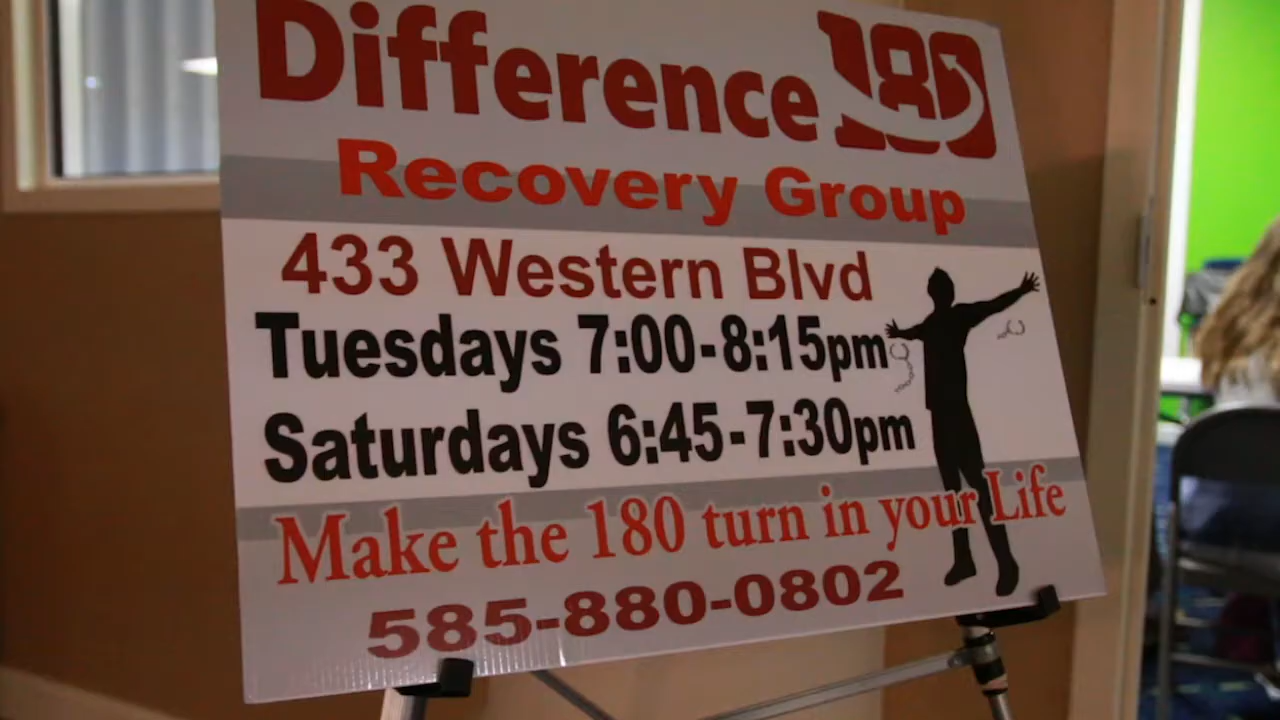 Difference 180
Recovery Group
433 Western Blvd
Tuesdays 7:00-8:15pm
Saturdays 6:45-7:30pm
Make the 180 turn in your Life
585-880-0802